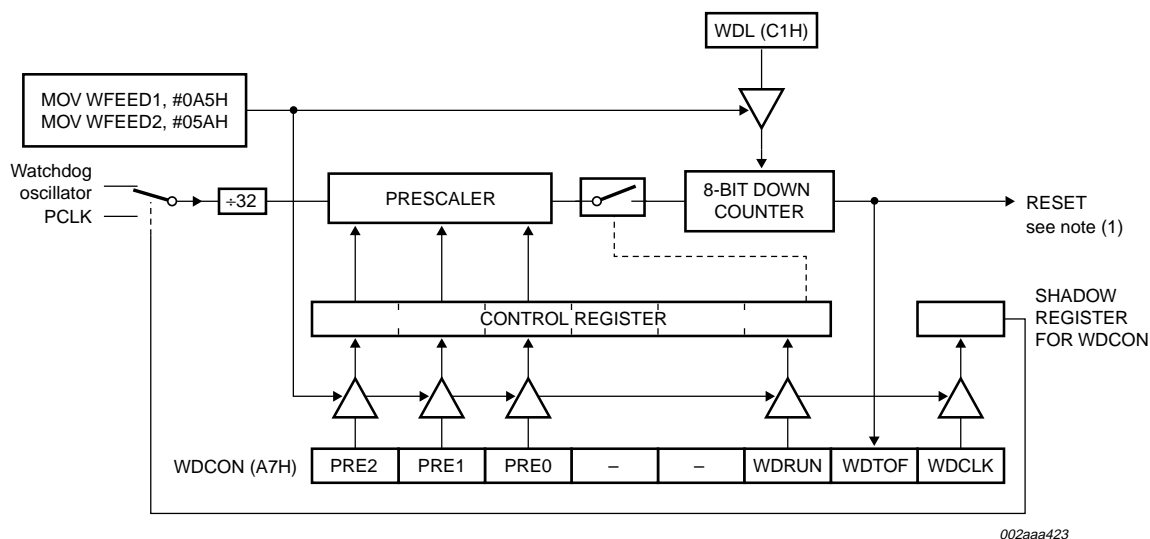 WDL (C1H)
MOV WFEED1, #0A5H
MOV WFEED2, #05AH
Watchdog
oscillator
PCLK
÷32
PRESCALER
8-BIT DOWN
COUNTER
RESET
see note (1)
CONTROL REGISTER
SHADOW
REGISTER
FOR WDCON
WDCON (A7H)
PRE2
PRE1
PRE0
–
–
WDRUN
WDTOF
WDCLK
002aaa423